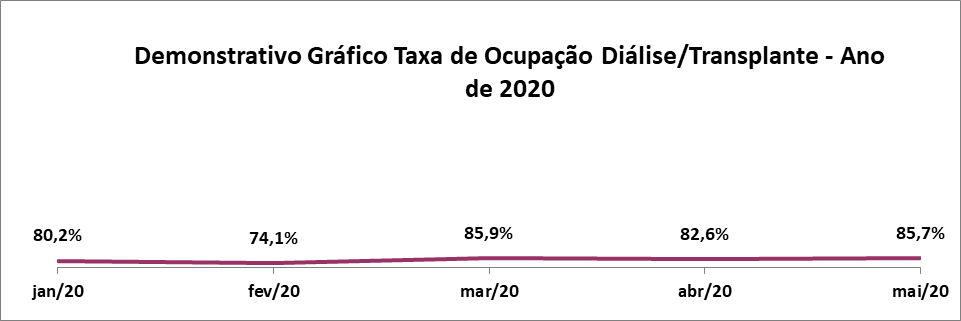 Demonstrativo Gráfico Taxa de Ocupação Diálise/Transplante - Ano
de 2020
80,2%
74,1%
85,9%
82,6%
85,7%
jan/20
fev/20
mar/20
abr/20
mai/20